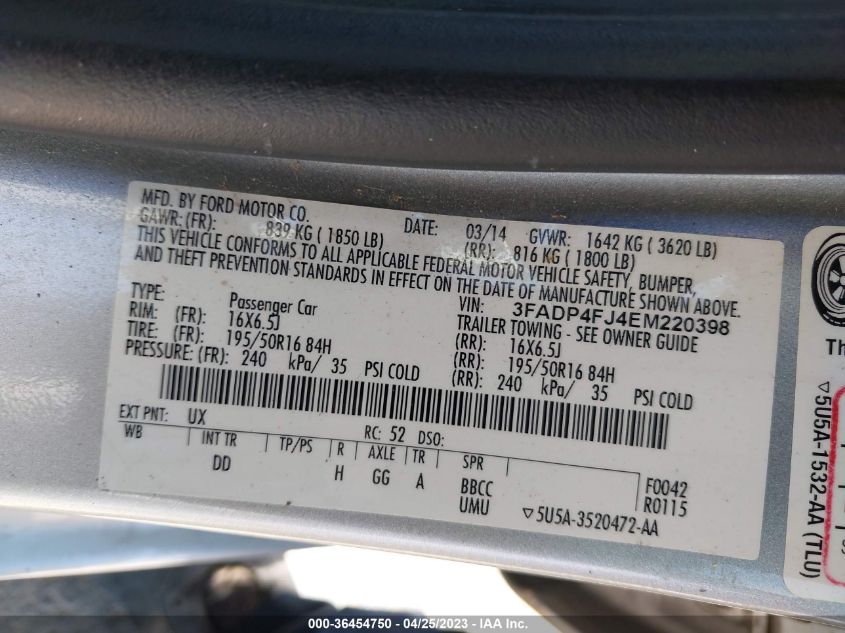 MFD. BY FORD MOTOR CO. DATE: 03/14 GVWR: 1642 KG ( 3620 LB)
GAWR: (FR): 839 KG ( 1850 LB) (RR): 816 KG ( 1800 LB)
THIS VEHICLE CONFORMS TO ALL APPLICABLE FEDERAL MOTOR VEHICLE SAFETY, BUMPER,
AND THEFT PREVENTION STANDARDS IN EFFECT ON THE DATE OF MANUFACTURE SHOWN ABOVE.
VIN: 3FADP4FJ4EM220398
TYPE: Passenger Car TRAILER TOWING - SEE OWNER GUIDE
RIM: (FR): 16X6.5J (RR): 16X6.5J
TIRE: (FR): 195/50R16 84H (RR): 195/50R16 84H
PRESSURE: (FR): 240 kPa/ 35 PSI COLD (RR): 240 kPa/ 35 PSI COLD
EXT PNT: UX RC: 52 DSO:
WB INT TR TP/PS R AXLE TR SPR
DD H GG A BBCC
UMU
F0042
R0115
▽5U5A-3520472-AA
Th
▽5U5A-1532-AA (TLU)
000-36454750 - 04/25/2023 -